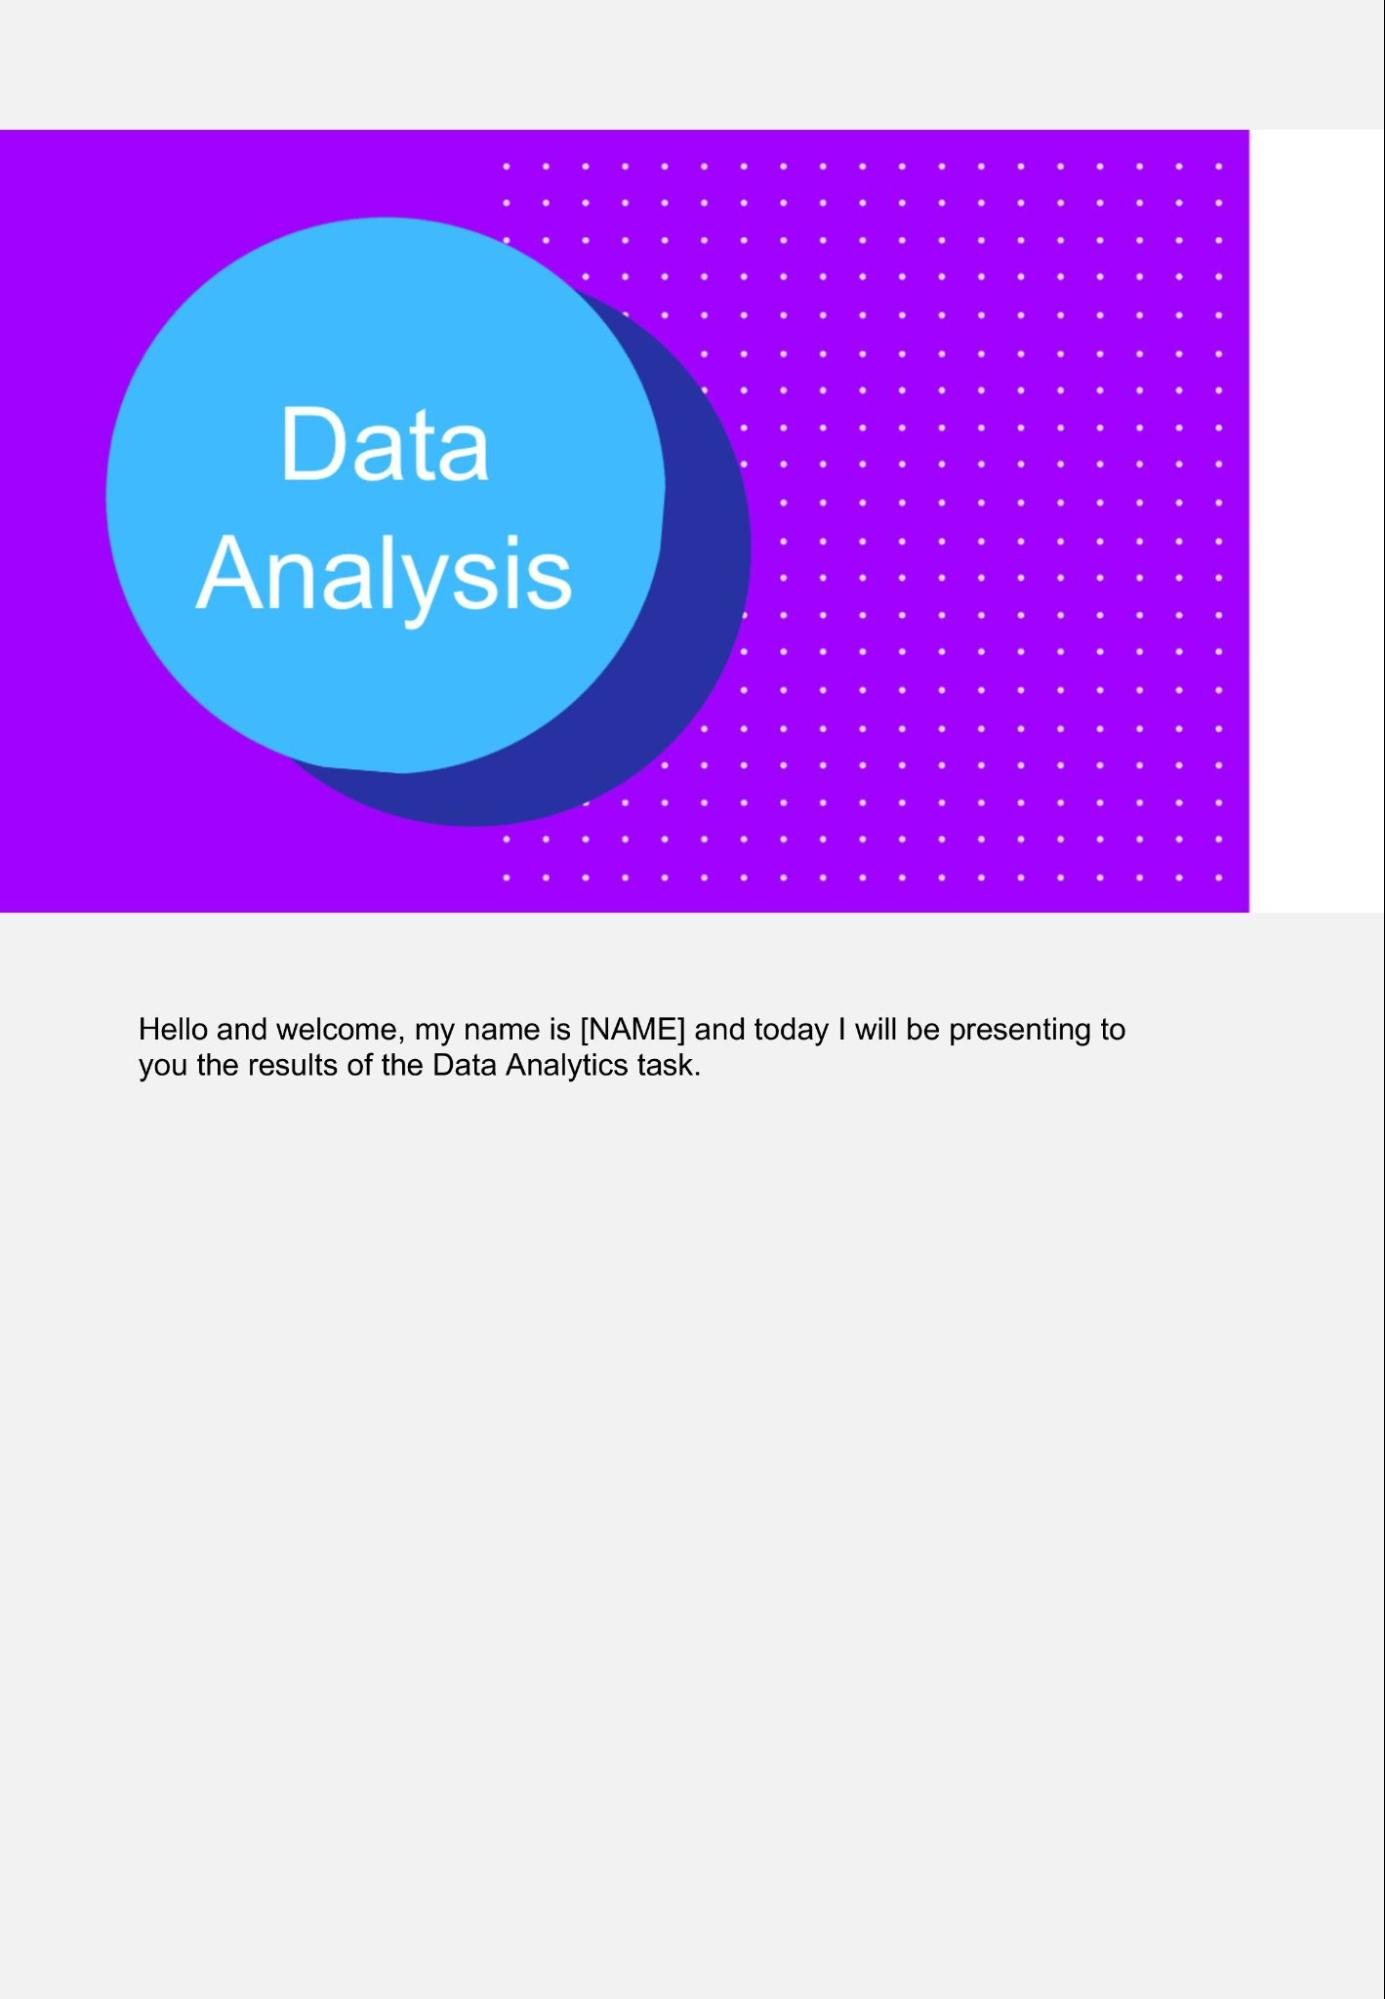 Data
Analysis
Hello and welcome, my name is [NAME] and today I will be presenting to
you the results of the Data Analytics task.